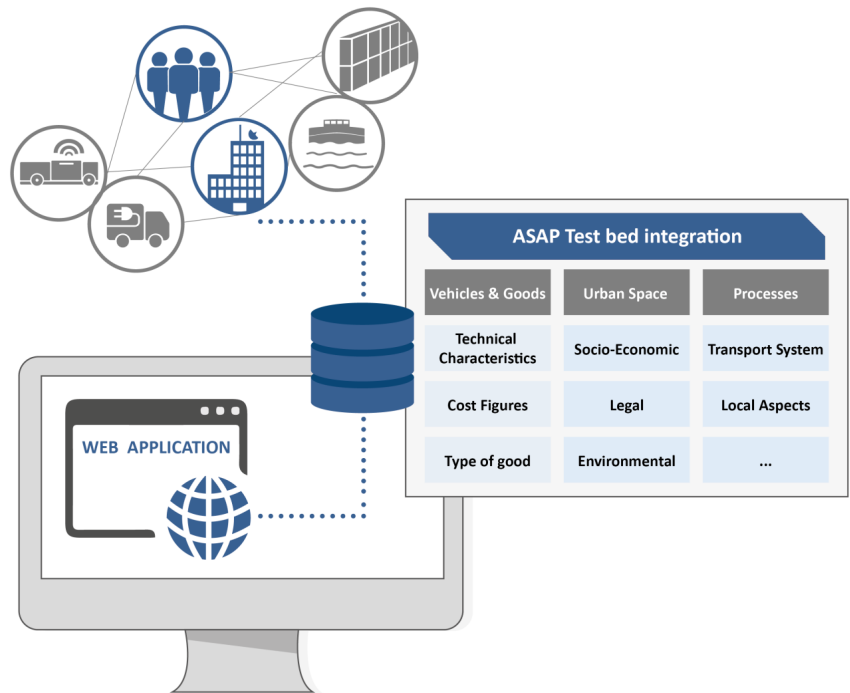 ASAP Test bed integration
Vehicles & Goods
Urban Space
Processes
Technical
Characteristics
Socio-Economic
Transport System
Cost Figures
Legal
Local Aspects
Type of good
Environmental
...
WEB APPLICATION